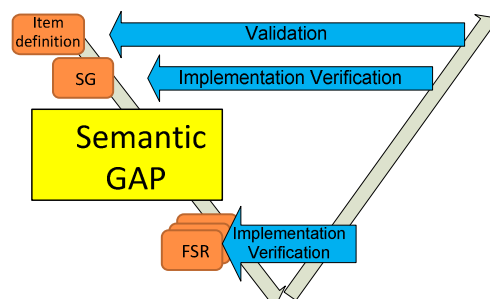 Item
definition
Validation
SG
Implementation Verification
Semantic
GAP
FSR
Implementation
Verification